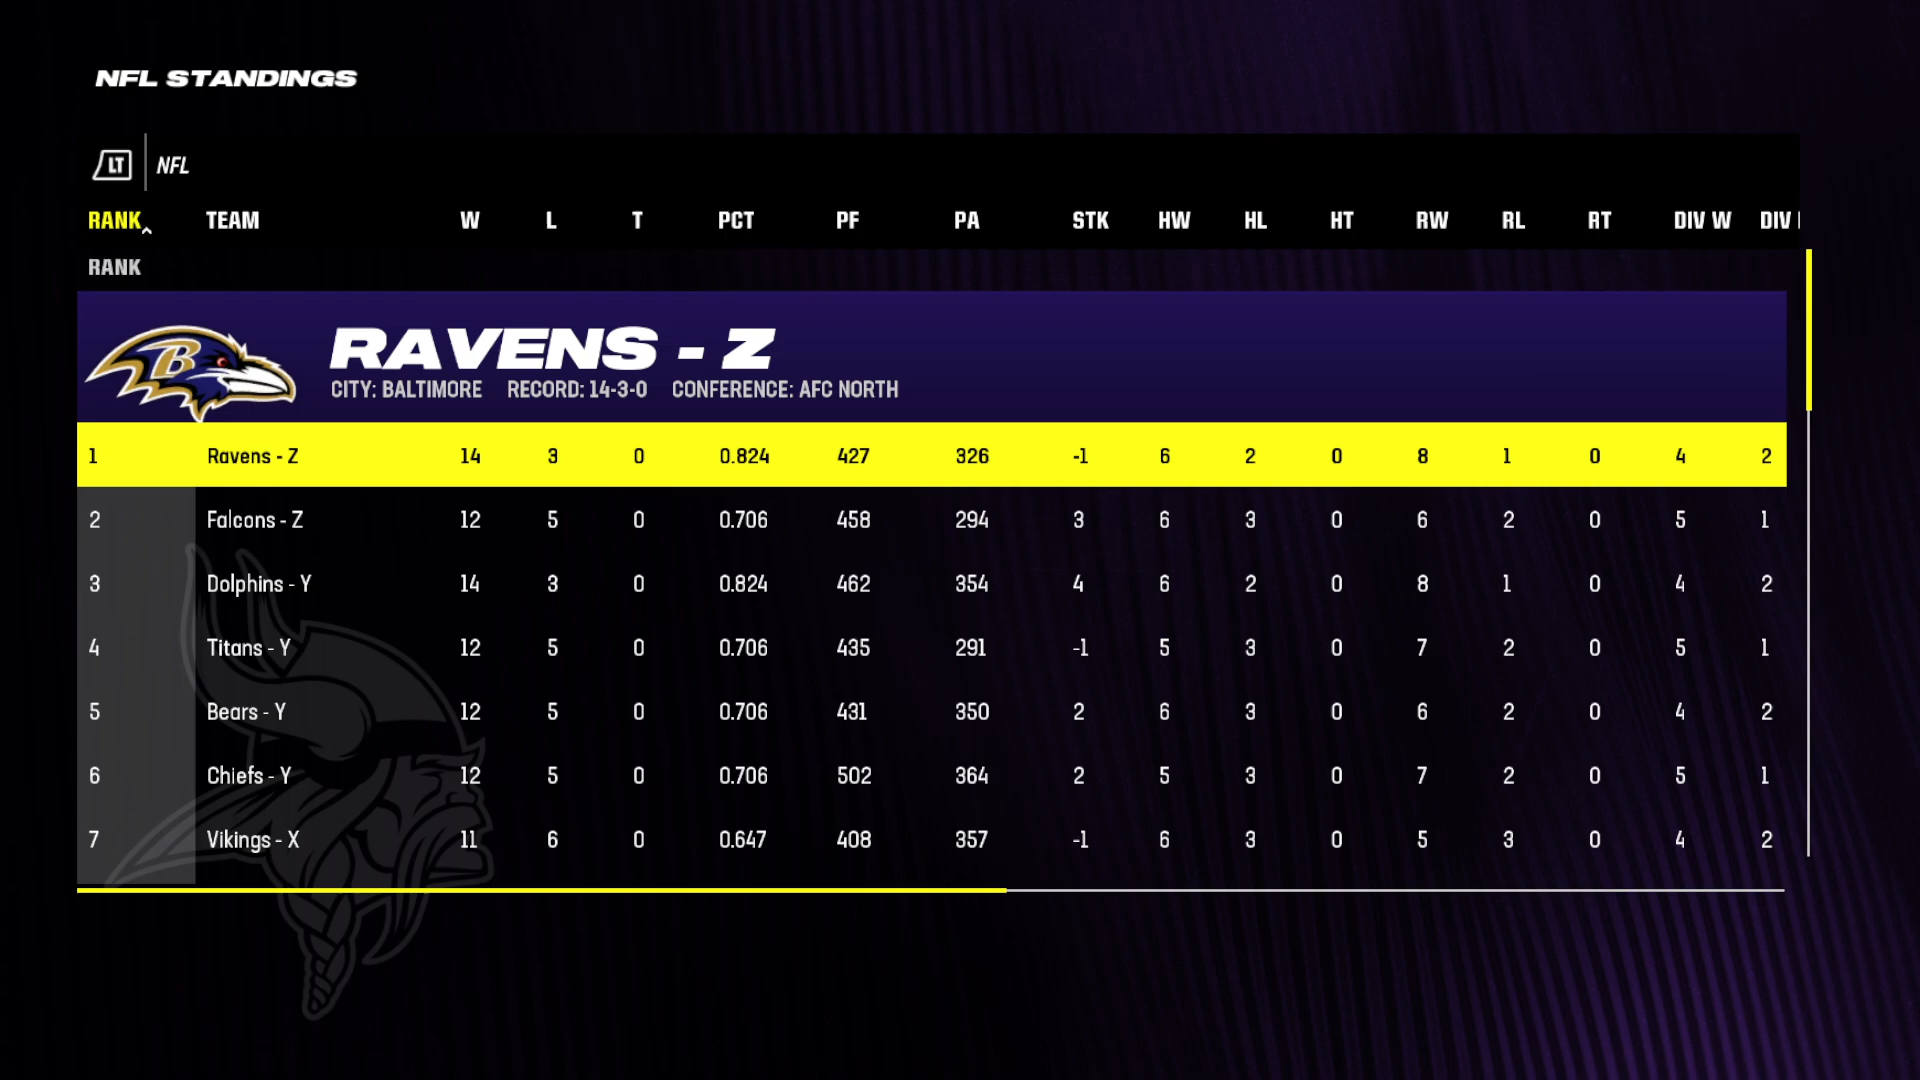 NFL STANDINGS
LT NFL
RANK TEAM W L T PCT PF PA STK HW HL HT RW RL RT DIV W DIV
RANK
B
RAVENS - Z
CITY: BALTIMORE RECORD: 14-3-0 CONFERENCE: AFC NORTH
1 Ravens - Z 14 3 0 0.824 427 326 -1 6 2 0 8 1 0 4 2
2 Falcons - Z 12 5 0 0.706 458 294 3 6 3 0 6 2 0 5 1
3 Dolphins - Y 14 3 0 0.824 462 354 4 6 2 0 8 1 0 4 2
4 Titans - Y 12 5 0 0.706 435 291 -1 5 3 0 7 2 0 5 1
5 Bears - Y 12 5 0 0.706 431 350 2 6 3 0 6 2 0 4 2
6 Chiefs - Y 12 5 0 0.706 502 364 2 5 3 0 7 2 0 5 1
7 Vikings - X 11 6 0 0.647 408 357 -1 6 3 0 5 3 0 4 2